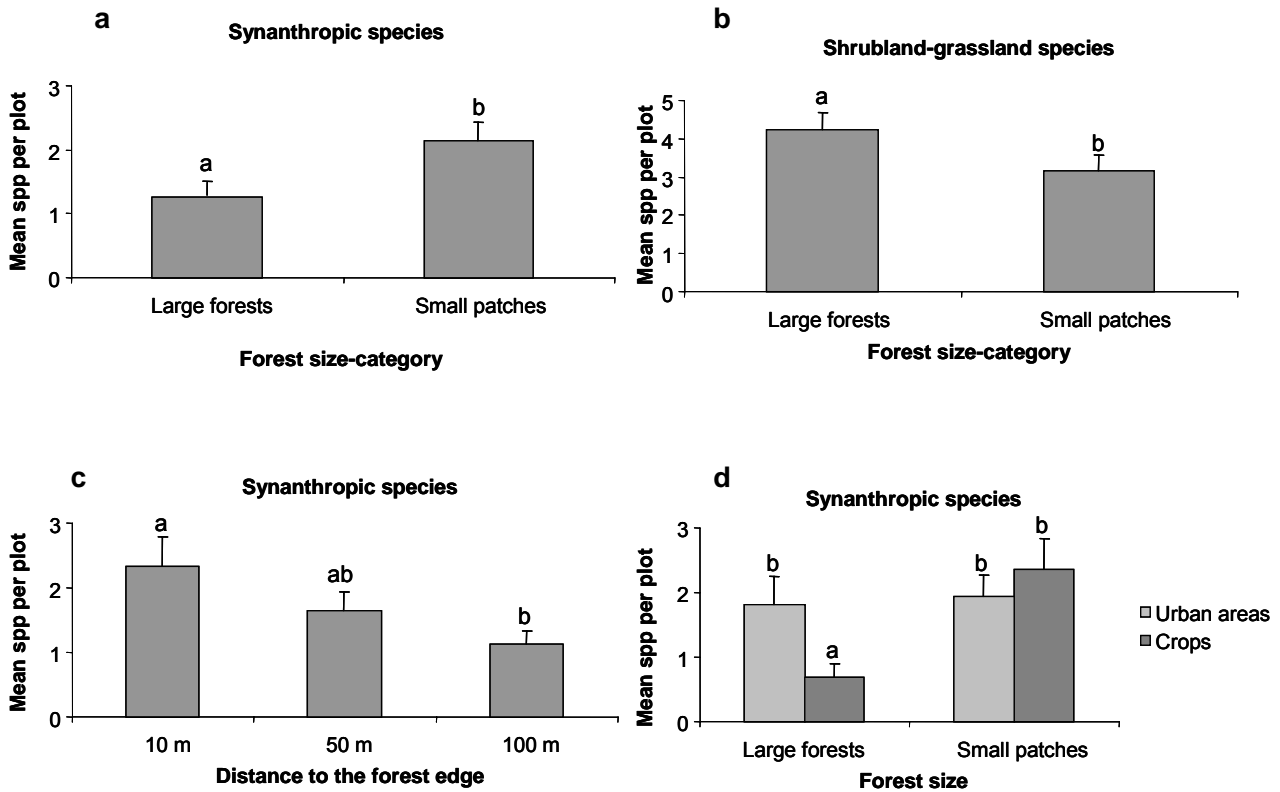 a
Synanthropic species
Mean spp per plot
3
2
1
0
a
b
Large forests
Small patches
Forest size-category
b
Shrubland-grassland species
Mean spp per plot
5
4
3
2
1
0
a
b
Large forests
Small patches
Forest size-category
c
Synanthropic species
Mean spp per plot
3
2
1
0
a
ab
b
10 m
50 m
100 m
Distance to the forest edge
d
Synanthropic species
Mean spp per plot
3
2
1
0
b
a
b
b
Large forests
Small patches
Forest size
Urban areas
Crops